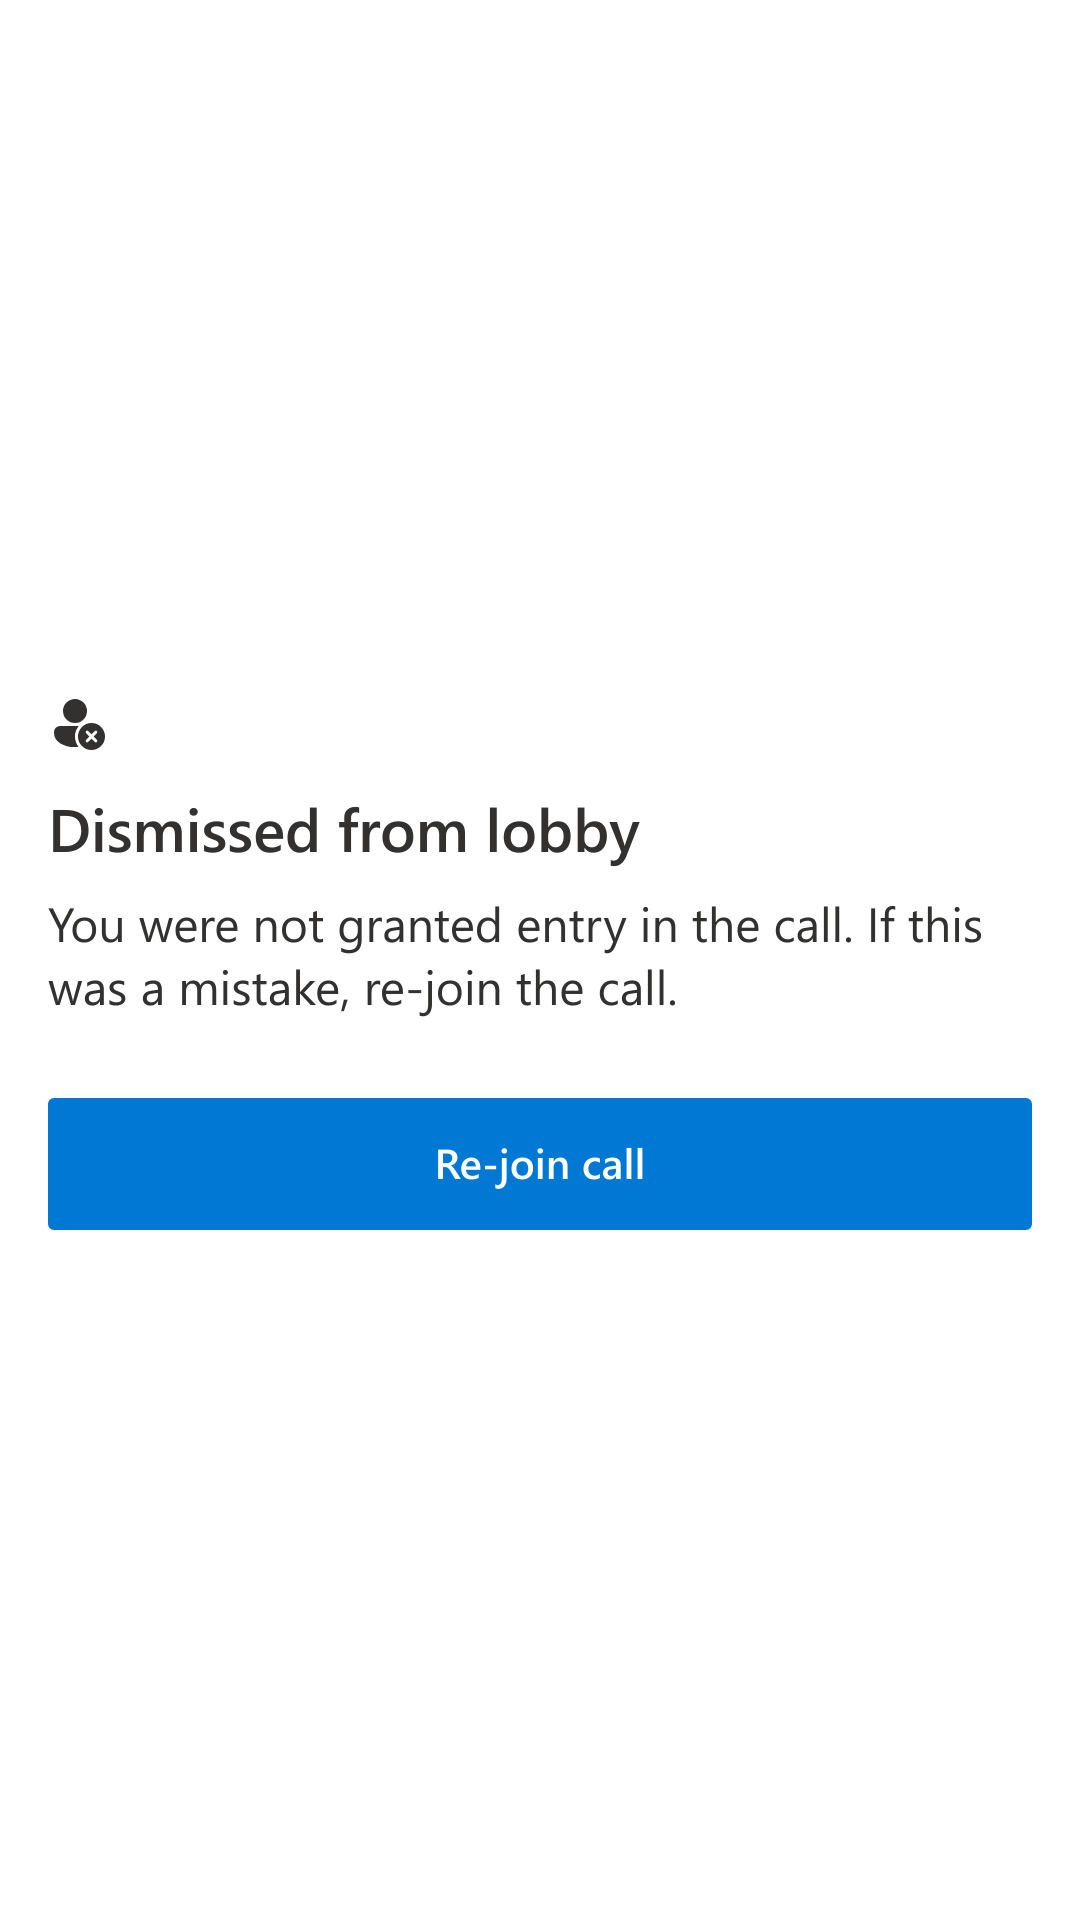 Dismissed from lobby
You were not granted entry in the call. If this
was a mistake, re-join the call.
Re-join call